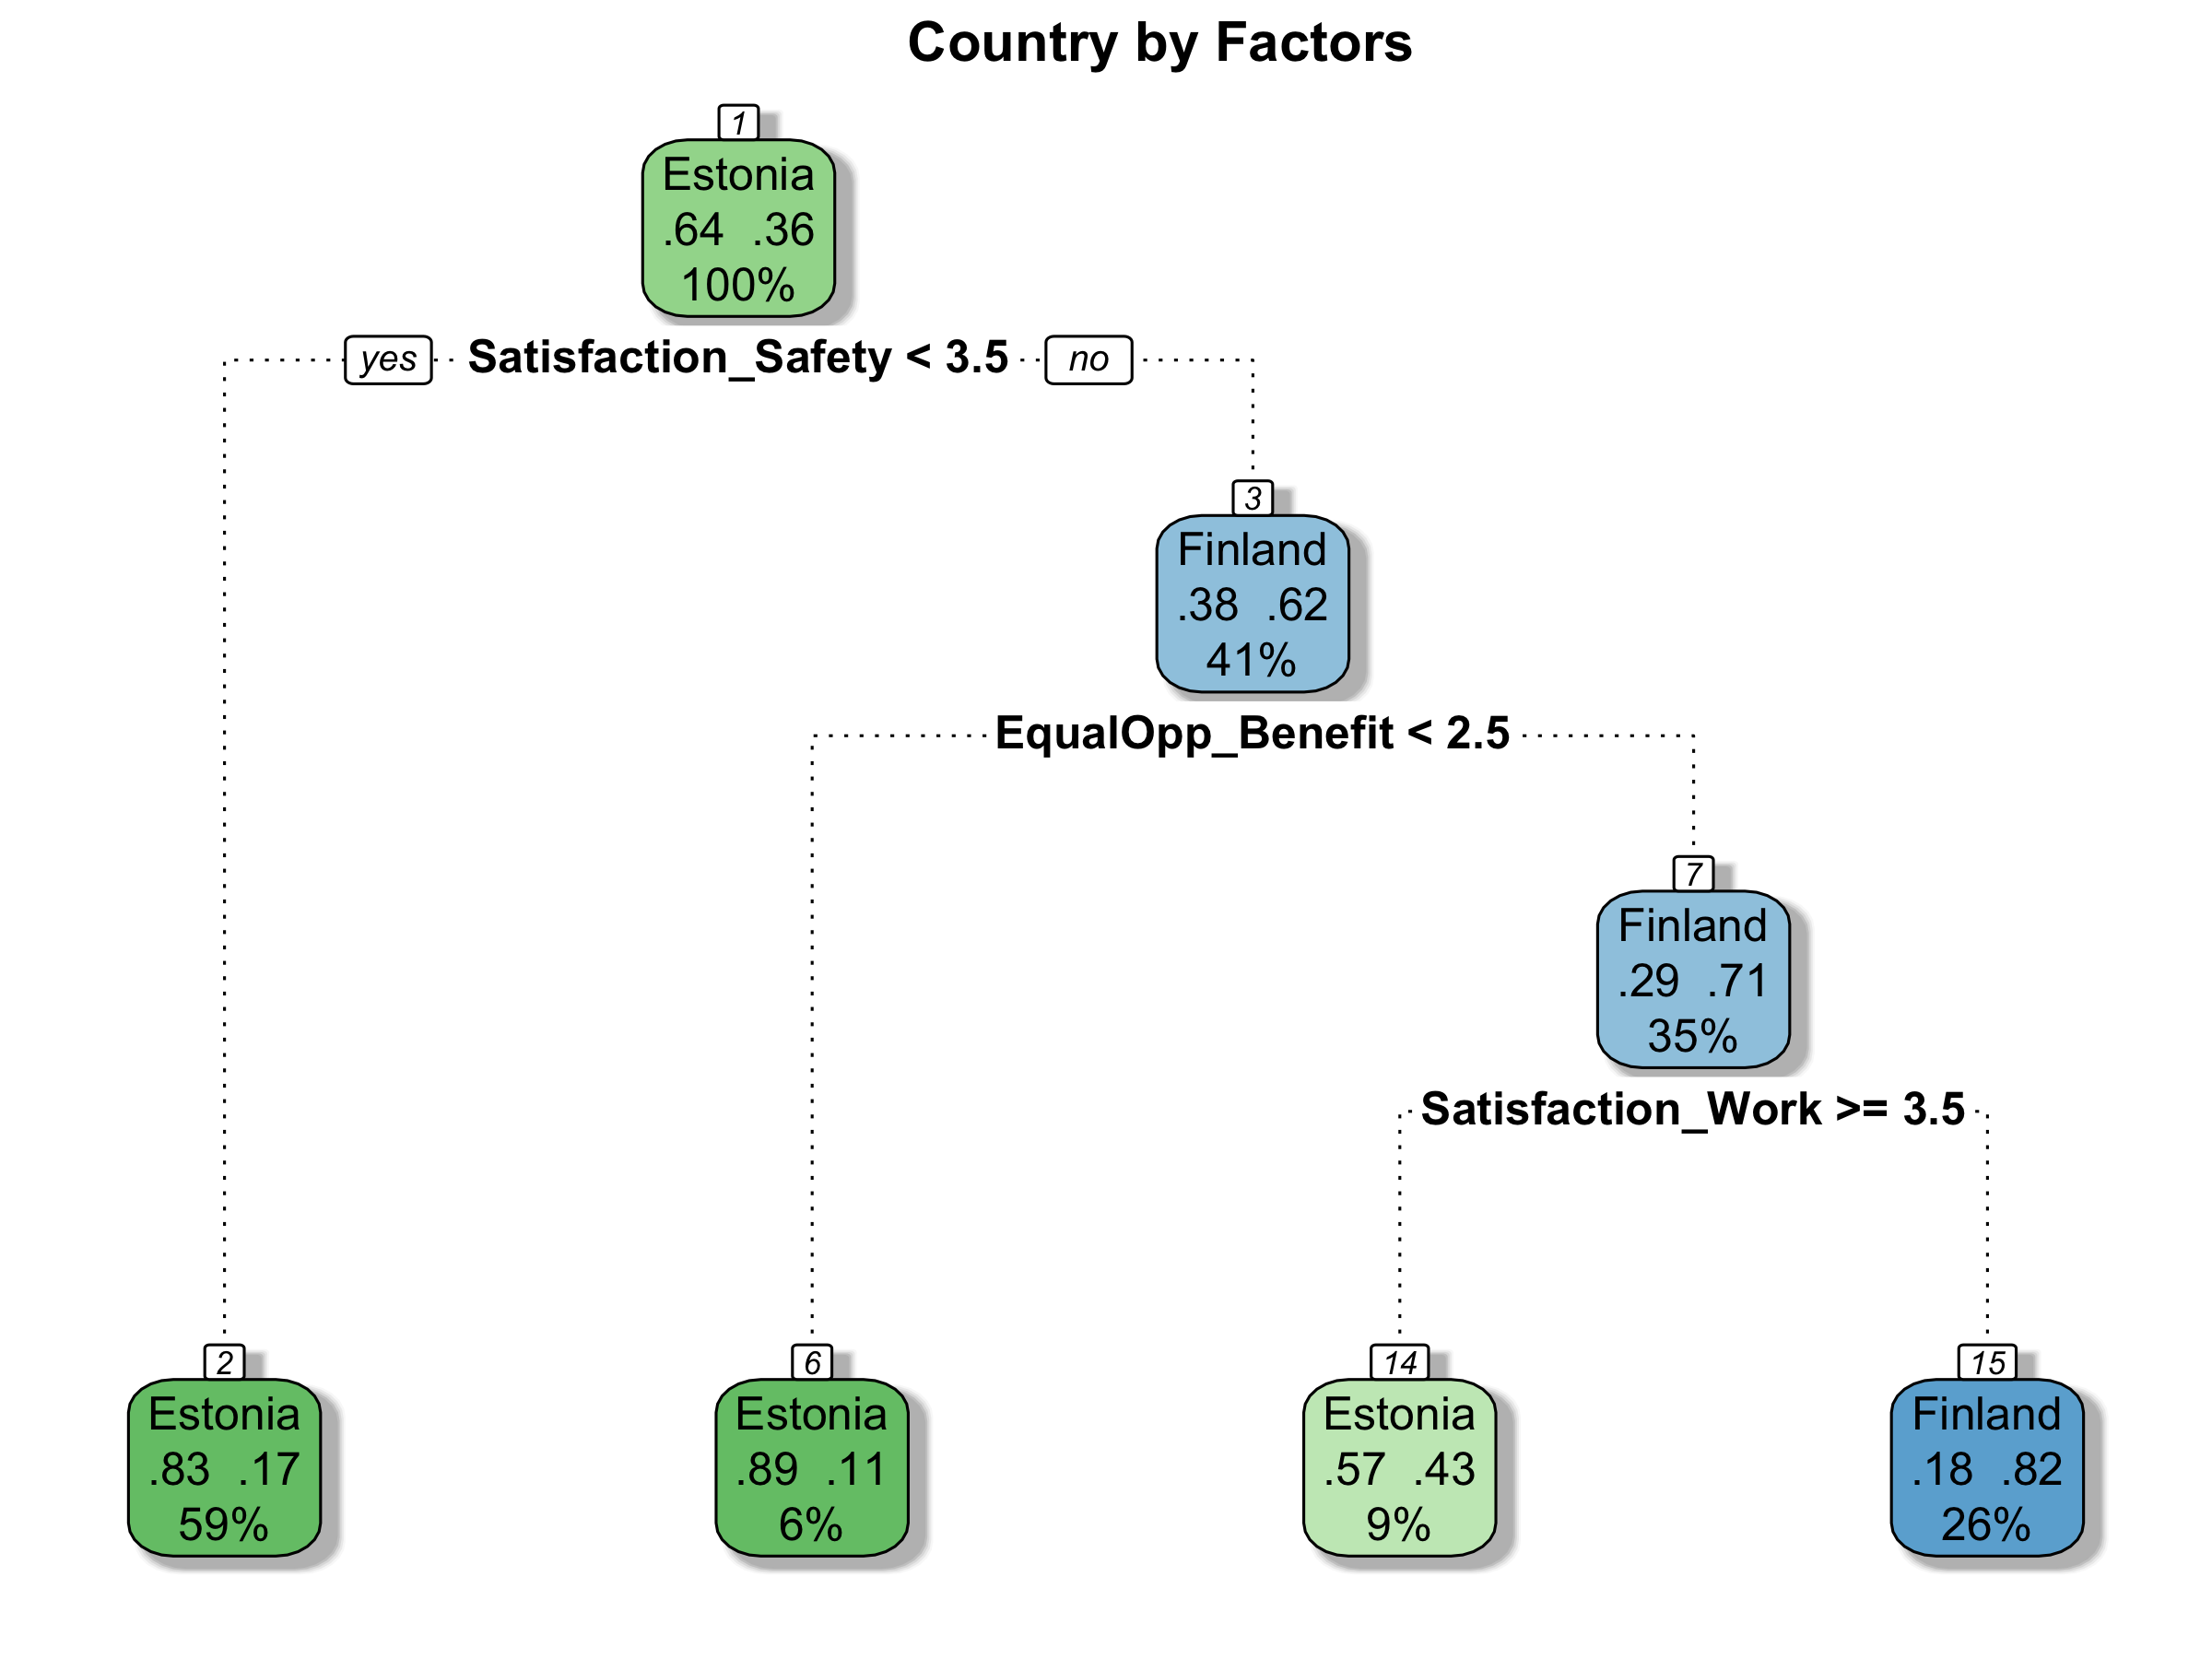 Country by Factors
1
Estonia
.64 .36
100%
yes Satisfaction_Safety < 3.5 no
3
Finland
.38 .62
41%
EqualOpp_Benefit < 2.5
7
Finland
.29 .71
35%
Satisfaction_Work >= 3.5
2
Estonia
.83 .17
59%
6
Estonia
.89 .11
6%
14
Estonia
.57 .43
9%
15
Finland
.18 .82
26%